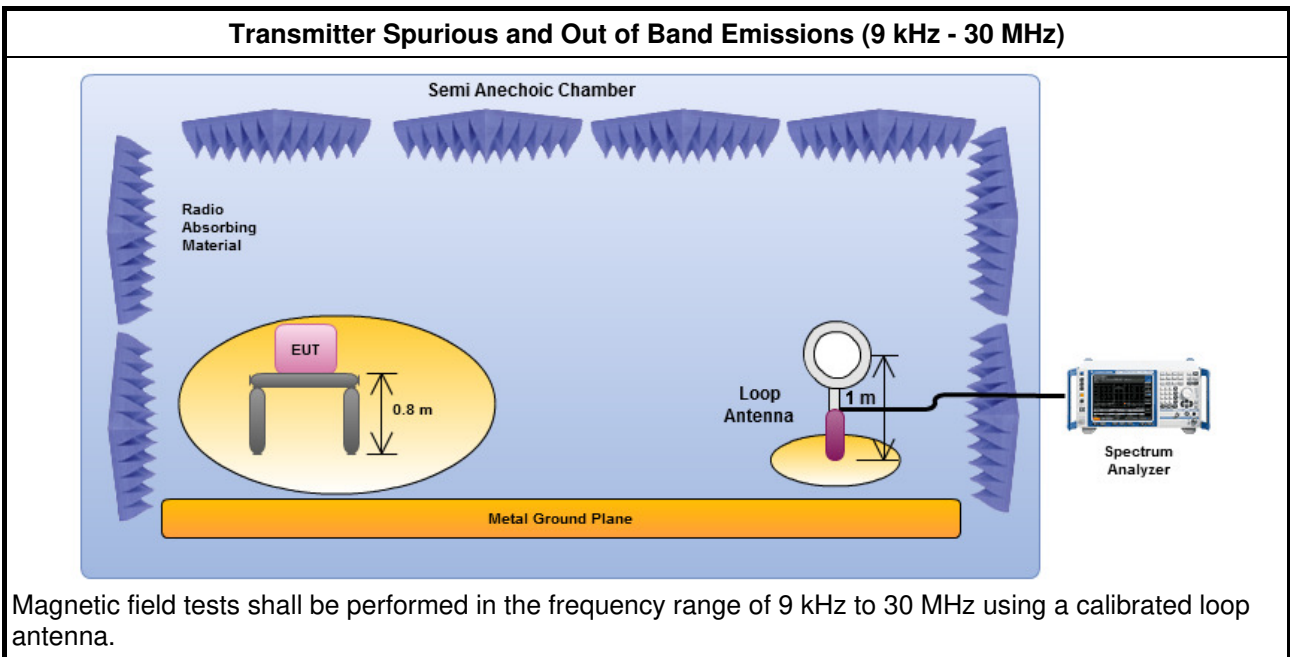 Transmitter Spurious and Out of Band Emissions (9 kHz - 30 MHz)
Semi Anechoic Chamber
Radio
Absorbing
Material
EUT
0.8 m
Loop
Antenna
1 m
Spectrum
Analyzer
Metal Ground Plane
Magnetic field tests shall be performed in the frequency range of 9 kHz to 30 MHz using a calibrated loop
antenna.